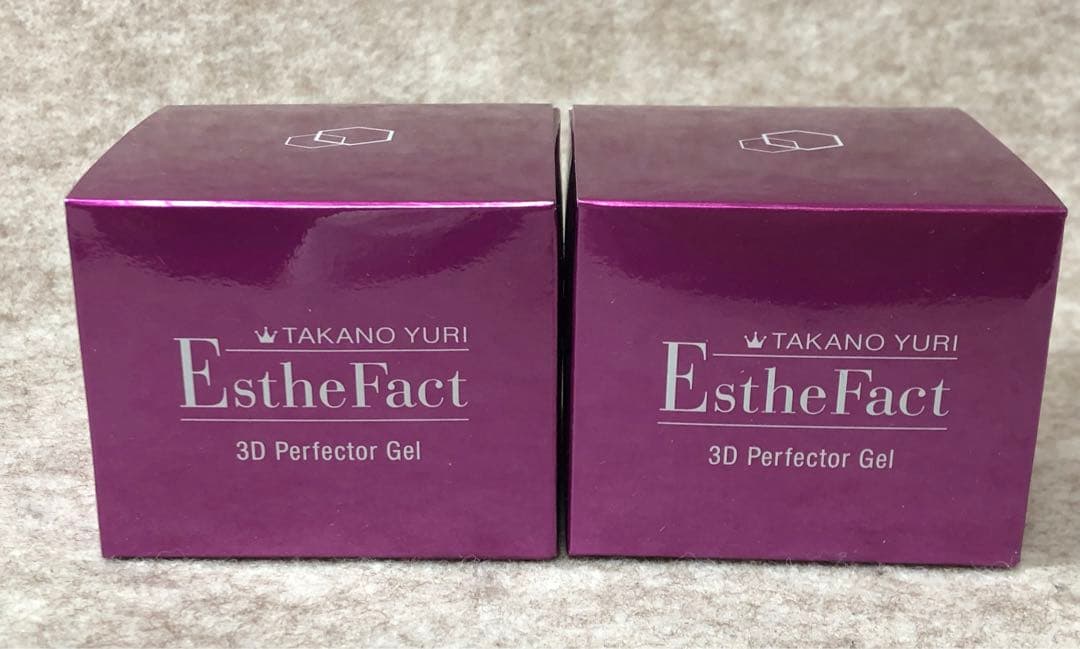 TAKANO YURI
EstheFact
3D Perfector Gel
TAKANO YURI
EstheFact
3D Perfector Gel